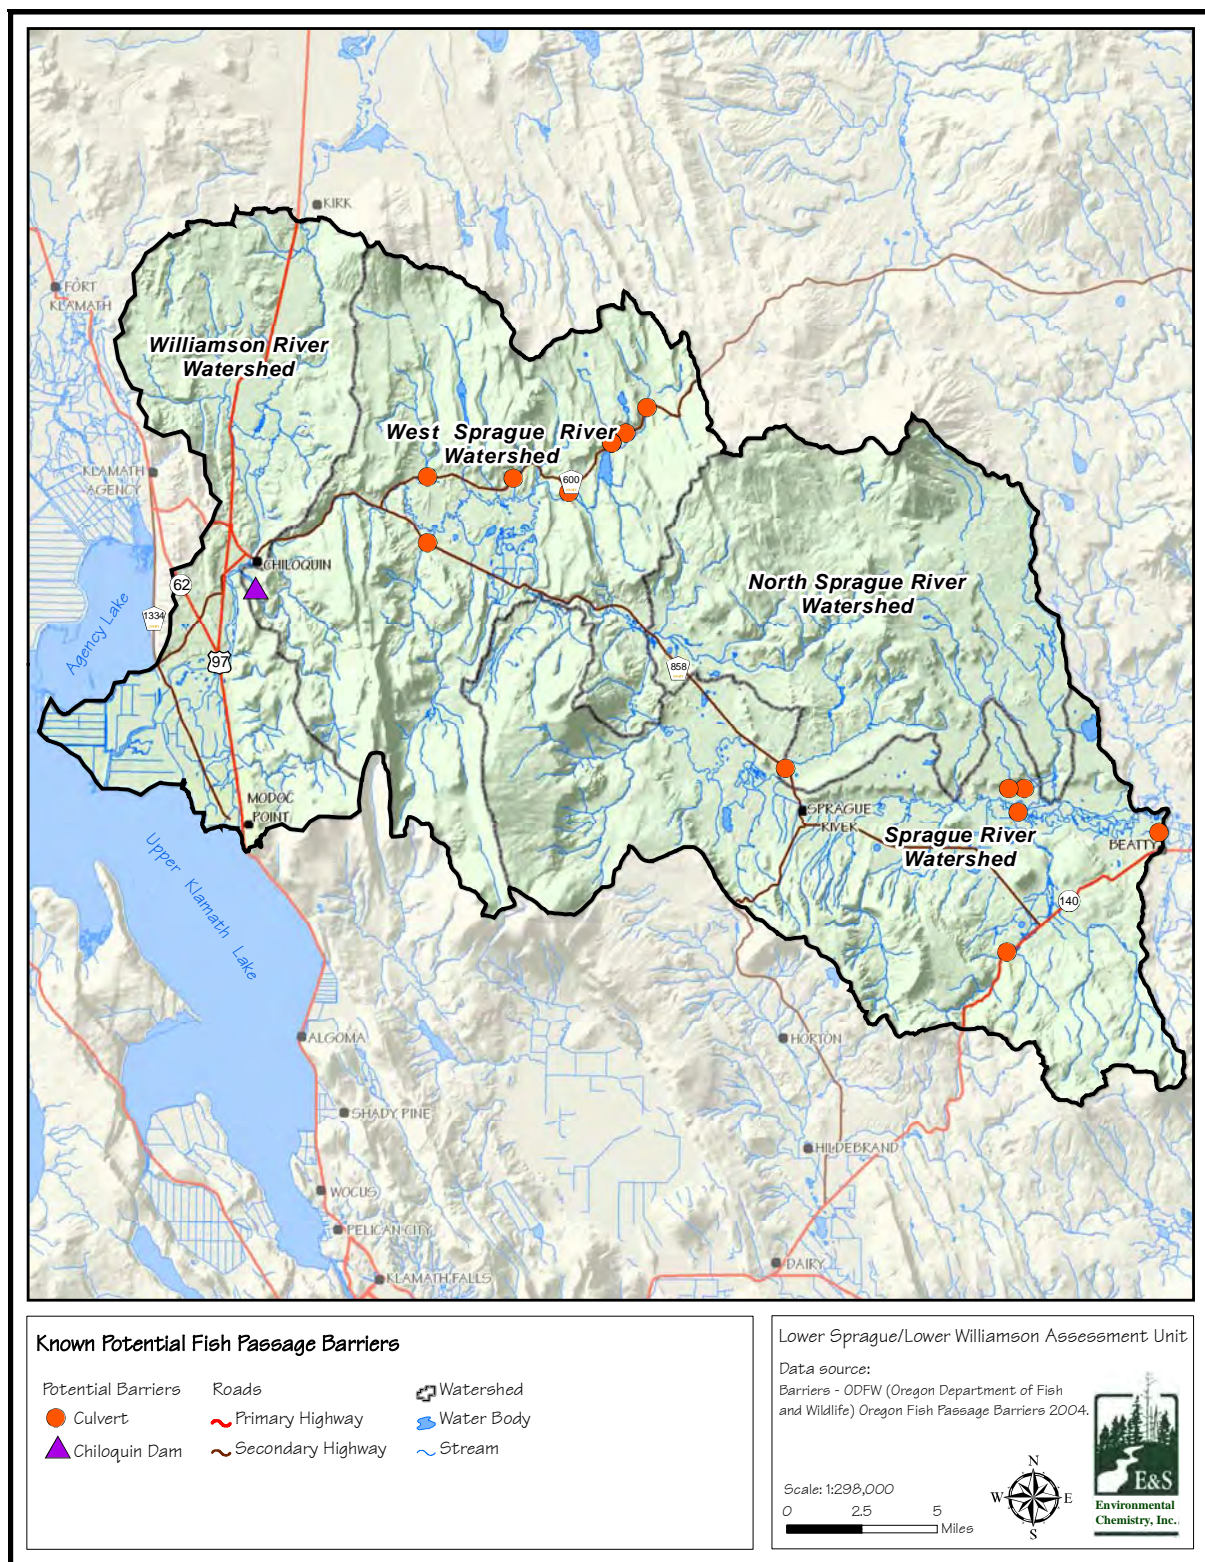 KIRK
FORT
KLAMATH
Williamson River
Watershed
West Sprague River
Watershed
KLAMATH
AGENCY
600
CHILOQUIN
62
North Sprague River
Watershed
Agency Lake
1334
97
858
MODOC
POINT
SPRAGUE
RIVER
Sprague River
Watershed
BEATTY
Upper Klamath Lake
140
ALGOMA
HORTON
SHADY PINE
HILDEBRAND
WOCUS
PELICAN CITY
DAIRY
KLAMATH FALLS
Known Potential Fish Passage Barriers
Potential Barriers
Culvert
Chiloquin Dam
Roads
Primary Highway
Secondary Highway
Watershed
Water Body
Stream
Lower Sprague/Lower Williamson Assessment Unit
Data source:
Barriers - ODFW (Oregon Department of Fish
and Wildlife) Oregon Fish Passage Barriers 2004.
Scale: 1:298,000
0 2.5 5
Miles
N
W E
S
E&S
Environmental
Chemistry, Inc.